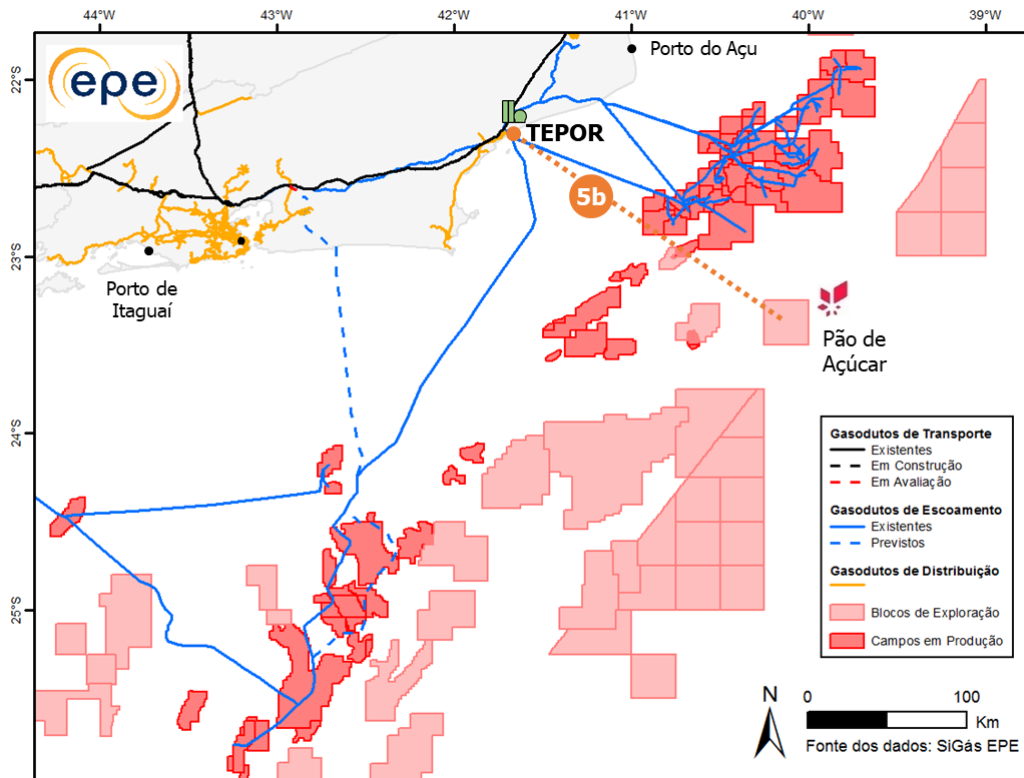 44°W
43°W
42°W
41°W
40°W
39°W
22°S
23°S
24°S
25°S
epe
Porto do Açu
TEPOR
5b
Porto de
Itaguaí
Pão de
Açúcar
Gasodutos de Transporte
Existentes
Em Construção
Em Avaliação
Gasodutos de Escoamento
Existentes
Previstos
Gasodutos de Distribuição
Blocos de Exploração
Campos em Produção
N
0
100
Km
Fonte dos dados: SiGás EPE